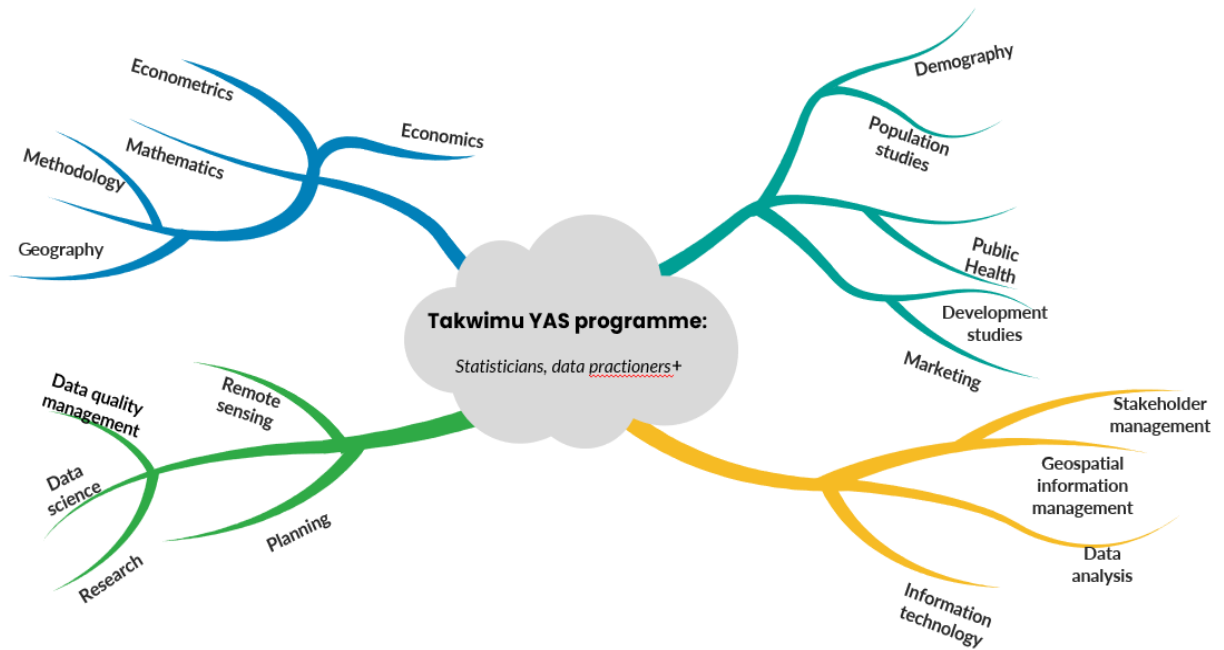 Econometrics
Mathematics
Economics
Methodology
Geography
Demography
Population
studies
Public
Health
Development
studies
Marketing
Takwimu YAS programme:
Statisticians, data practioners+
Remote
sensing
Data quality
management
Data
science
Research
Planning
Stakeholder
management
Geospatial
information
management
Data
analysis
Information
technology